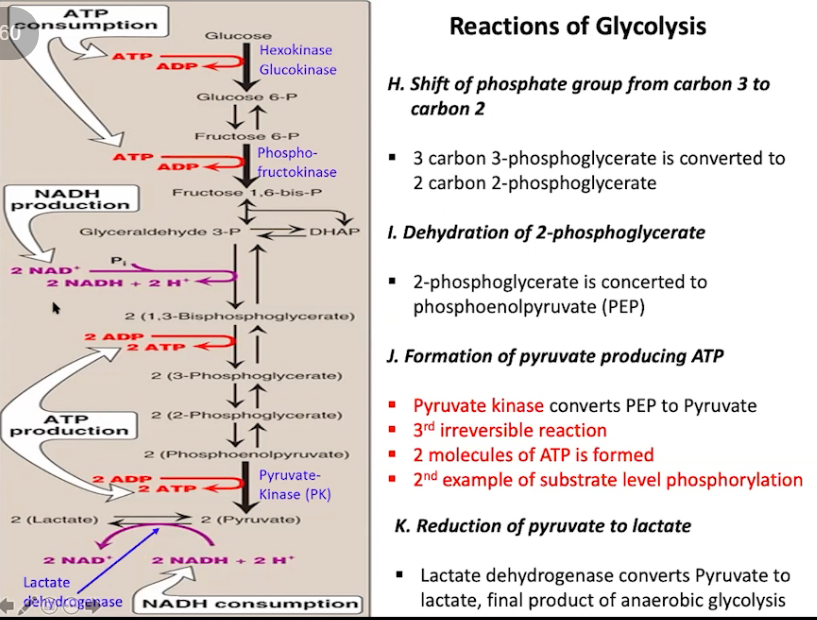 60
ATP
consumption
Glucose
ATP
ADP
Hexokinase
Glucokinase
Glucose 6-P
Fructose 6-P
ATP
ADP
Phospho-
fructokinase
NADH
production
Fructose 1,6-bis-P
Glyceraldehyde 3-P
DHAP
Pi
2 NAD⁺
2 NADH + 2 H⁺
2 (1,3-Bisphosphoglycerate)
2 ADP
2 ATP
2 (3-Phosphoglycerate)
ATP
production
2 (2-Phosphoglycerate)
2 (Phosphoenolpyruvate)
2 ADP
2 ATP
Pyruvate-
Kinase (PK)
2 (Lactate)
2 (Pyruvate)
2 NAD⁺
2 NADH + 2 H⁺
Lactate
dehydrogenase
NADH consumption
Reactions of Glycolysis
H. Shift of phosphate group from carbon 3 to
carbon 2
▪ 3 carbon 3-phosphoglycerate is converted to
2 carbon 2-phosphoglycerate
I. Dehydration of 2-phosphoglycerate
▪ 2-phosphoglycerate is concerted to
phosphoenolpyruvate (PEP)
J. Formation of pyruvate producing ATP
▪ Pyruvate kinase converts PEP to Pyruvate
▪ 3rd irreversible reaction
▪ 2 molecules of ATP is formed
▪ 2nd example of substrate level phosphorylation
K. Reduction of pyruvate to lactate
▪ Lactate dehydrogenase converts Pyruvate to
lactate, final product of anaerobic glycolysis